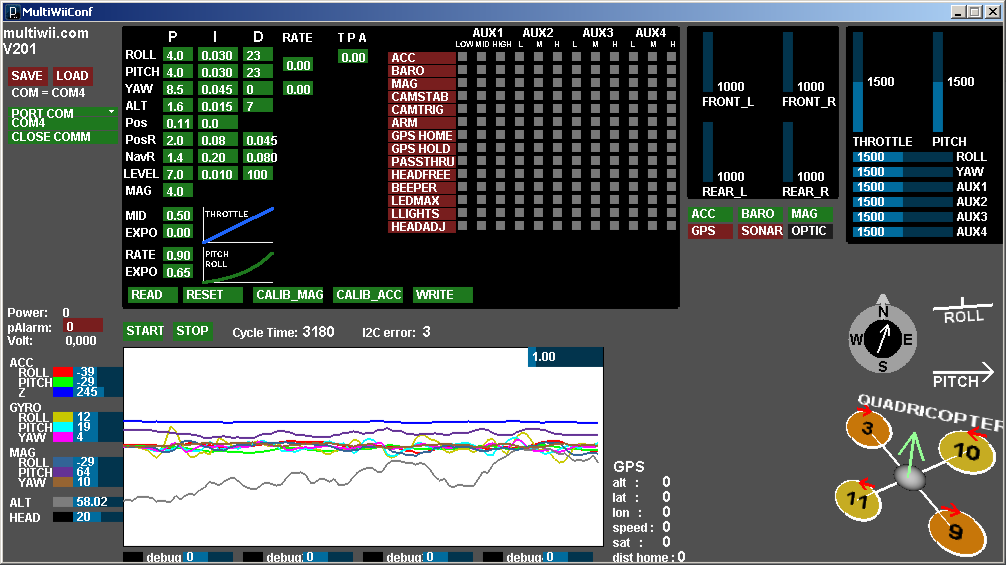 MultiWiiConf
multiwii.com
V201
SAVE LOAD
COM = COM4
PORT COM
COM4
CLOSE COMM
P I D RATE T P A
ROLL 4.0 0.030 23
PITCH 4.0 0.030 23
0.00 0.00
YAW 8.5 0.045 0 0.00
ALT 1.6 0.015 7
Pos 0.11 0.0
PosR 2.0 0.08 0.045
NavR 1.4 0.20 0.080
LEVEL 7.0 0.010 100
MAG 4.0
MID 0.50
EXPO 0.00
THROTTLE
RATE 0.90
EXPO 0.65
PITCH
ROLL
AUX1 AUX2 AUX3 AUX4
LOW MID HIGH L M H L M H L M H
ACC
BARO
MAG
CAMSTAB
CAMTRIG
ARM
GPS HOME
GPS HOLD
PASSTHRU
HEADFREE
BEEPER
LEDMAX
LLIGHTS
HEADADJ
READ RESET CALIB_MAG CALIB_ACC WRITE
1000 1000
FRONT_L FRONT_R
1000 1000
REAR_L REAR_R
ACC BARO MAG
GPS SONAR OPTIC
1500 1500
THROTTLE PITCH
1500 ROLL
1500 YAW
1500 AUX1
1500 AUX2
1500 AUX3
1500 AUX4
Power: 0
pAlarm: 0
Volt: 0,000
START STOP Cycle Time: 3180 I2C error: 3
ACC
ROLL -39
PITCH -29
Z 245
GYRO
ROLL 12
PITCH 19
YAW 4
MAG
ROLL -29
PITCH 64
YAW 10
ALT 58.02
HEAD 20
1.00
debug 0 debug 0 debug 0 debug 0
GPS
alt : 0
lat : 0
lon : 0
speed : 0
sat : 0
dist home : 0
N
W E
S
ROLL
PITCH
QUADRICOPTER
3
10
11
9